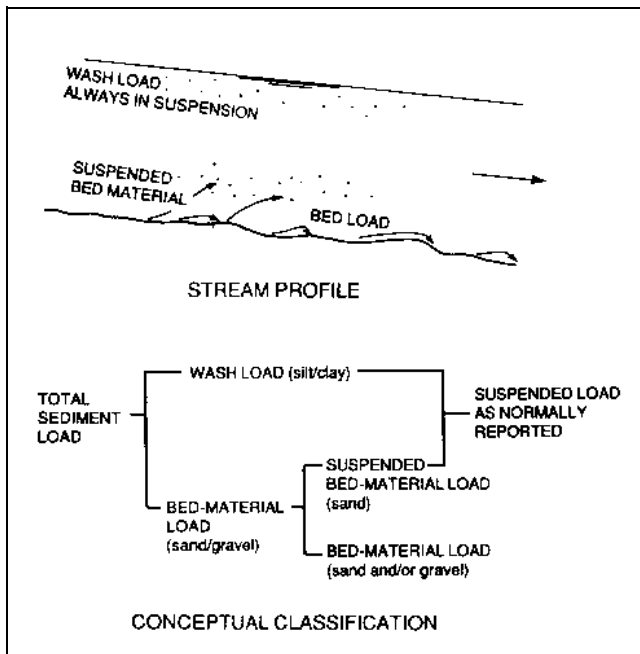 WASH LOAD
ALWAYS IN SUSPENSION
SUSPENDED
BED MATERIAL
BED LOAD
STREAM PROFILE
WASH LOAD (silt/clay)
TOTAL
SEDIMENT
LOAD
SUSPENDED LOAD
AS NORMALLY
REPORTED
SUSPENDED
BED-MATERIAL LOAD
(sand)
BED-MATERIAL
LOAD
(sand/gravel)
BED-MATERIAL LOAD
(sand and/or gravel)
CONCEPTUAL CLASSIFICATION